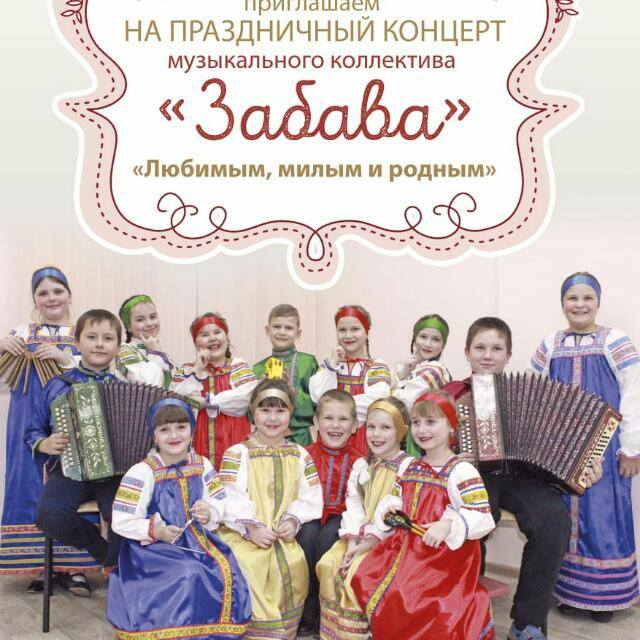 приглашаем
НА ПРАЗДНИЧНЫЙ КОНЦЕРТ
музыкального коллектива
«Забава»
«Любимым, милым и родным»